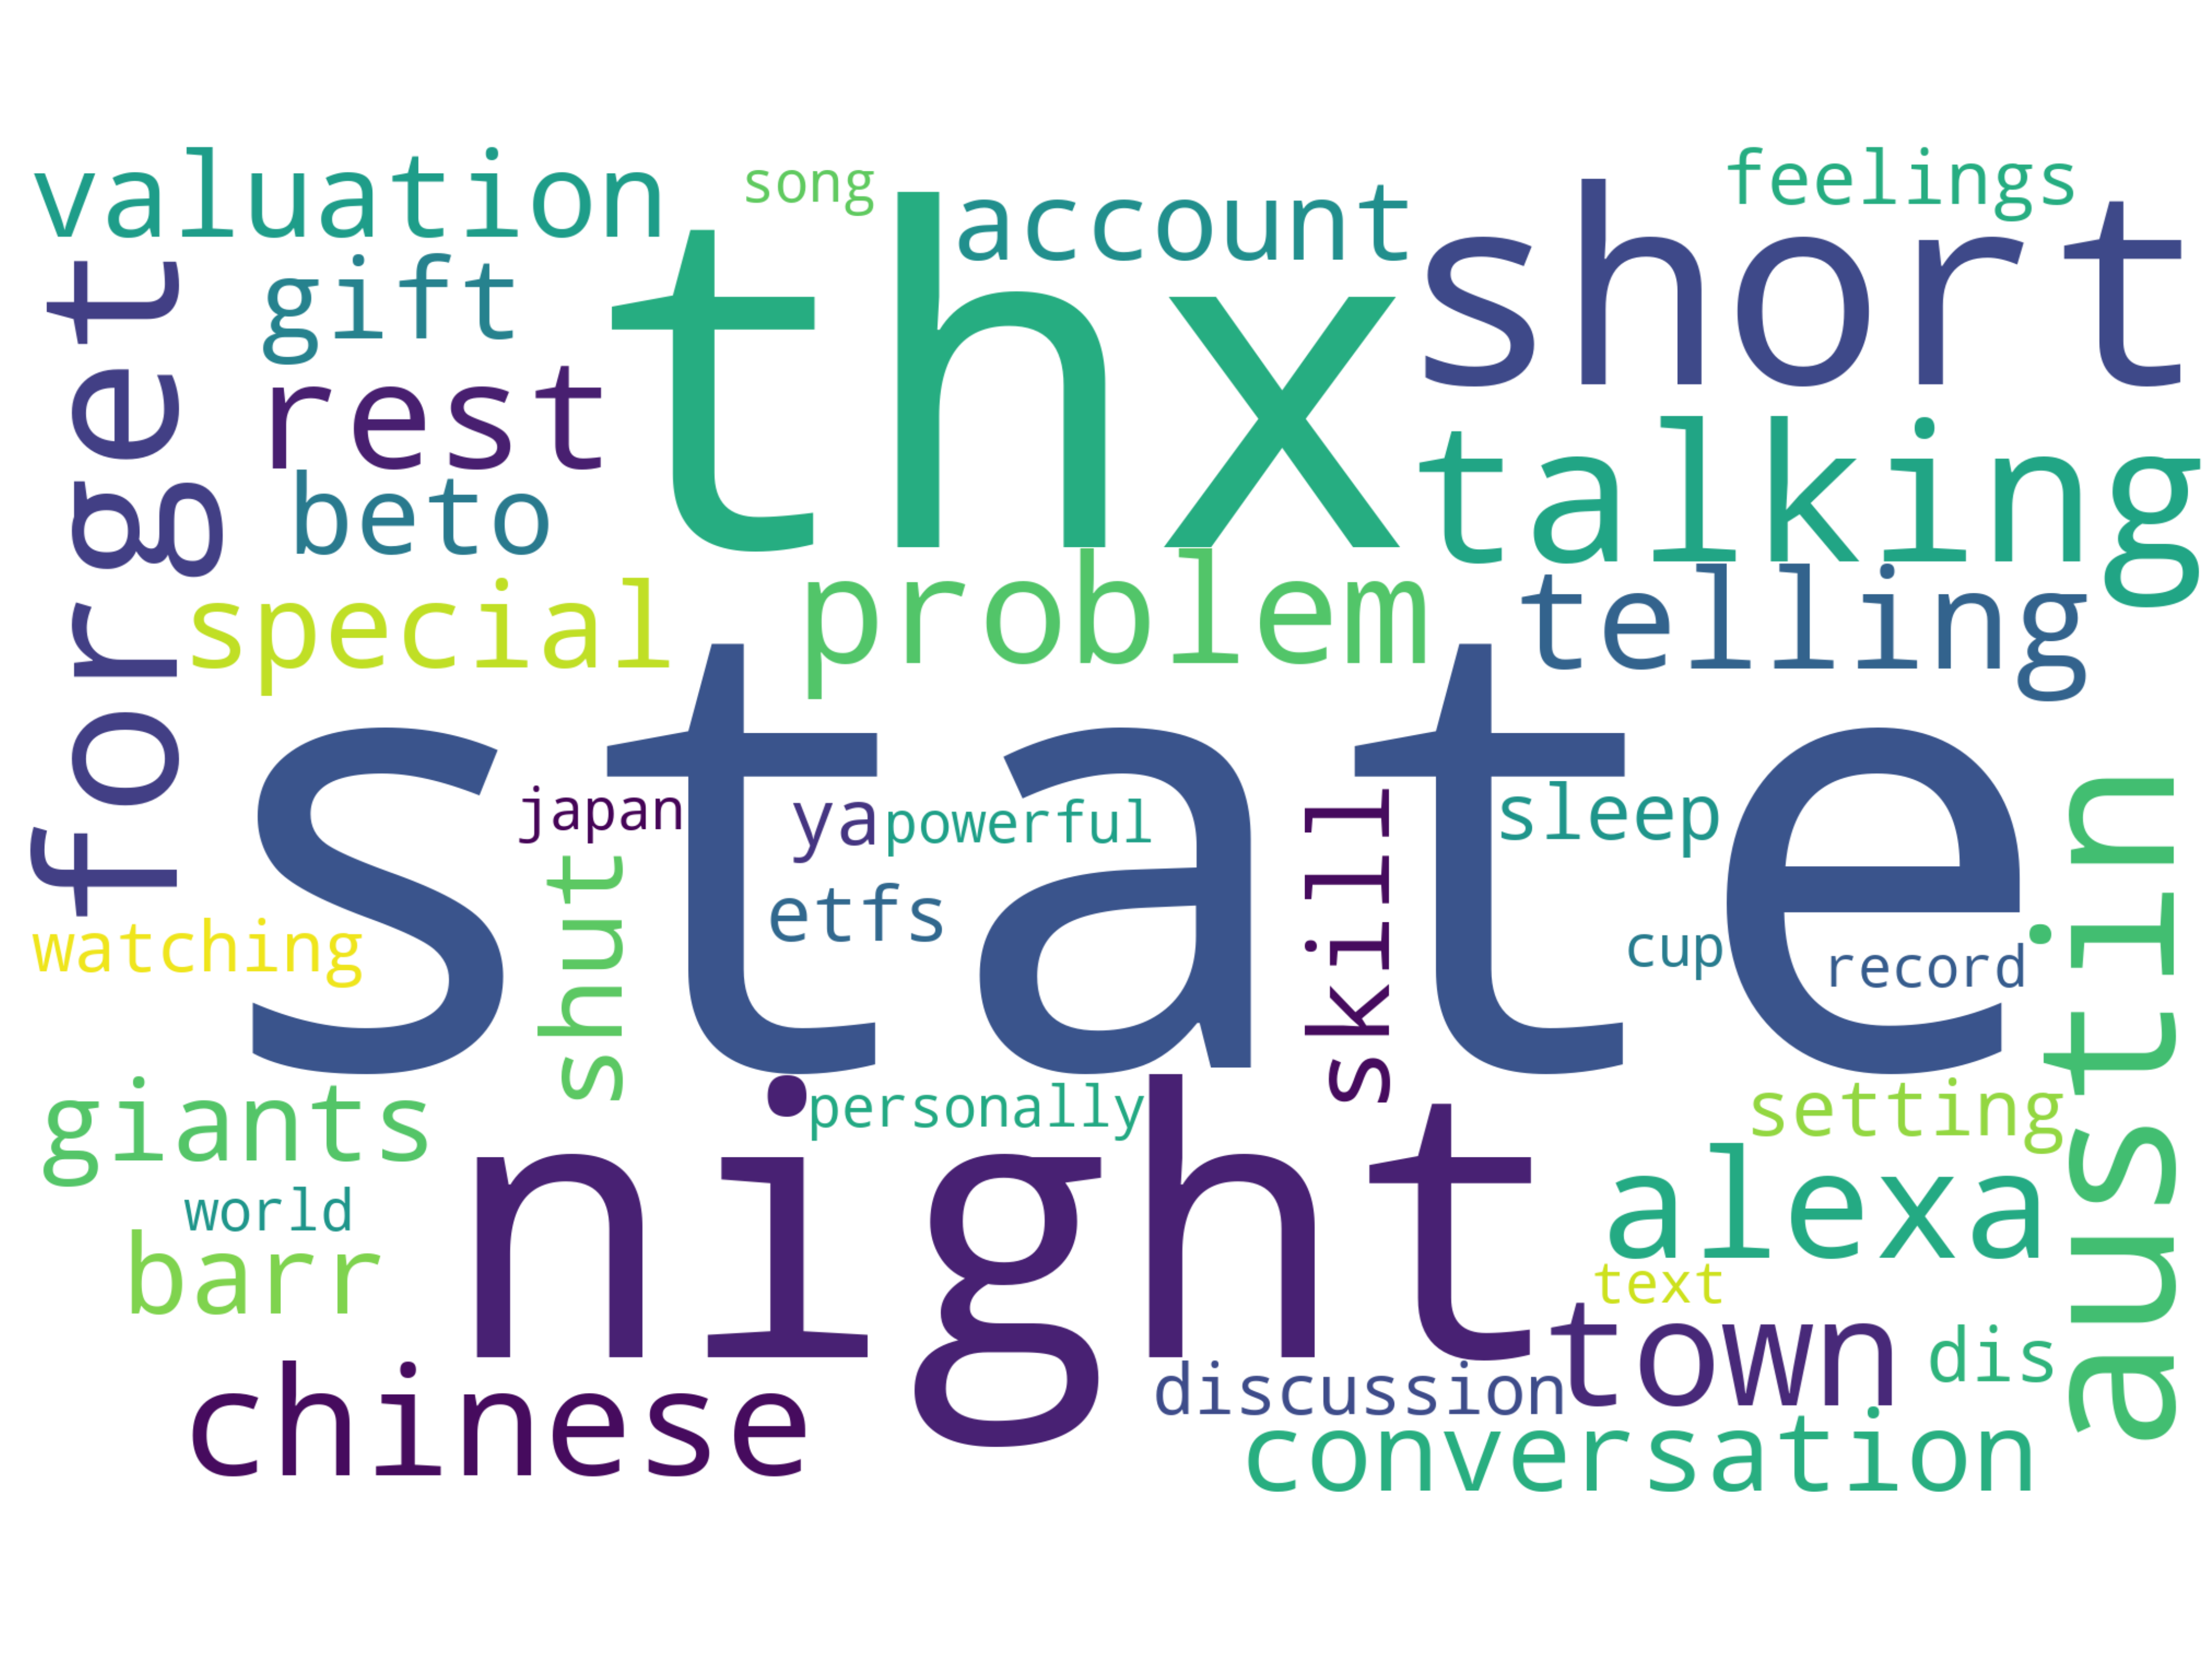 valuation
song
account
feelings
thx
short
gift
forget
rest
talking
beto
special
problem
telling
state
japan
ya
powerful
sleep
skill
shut
etfs
watching
cup
record
austin
giants
personally
setting
night
world
alexa
barr
text
town
dis
chinese
discussion
conversation